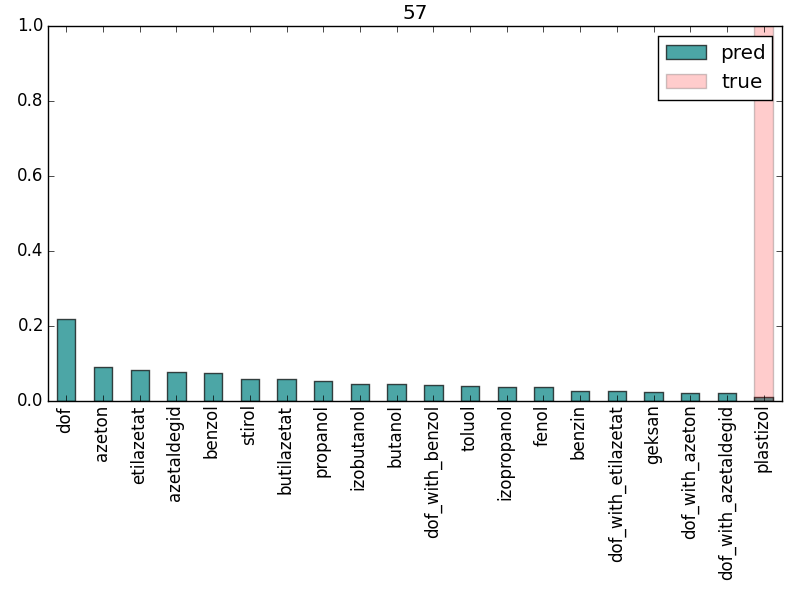 57
1.0
0.8
0.6
0.4
0.2
0.0
pred
true
dof
azeton
etilazetat
azetaldegid
benzol
stirol
butilazetat
propanol
izobutanol
butanol
dof_with_benzol
toluol
izopropanol
fenol
benzin
dof_with_etilazetat
geksan
dof_with_azeton
dof_with_azetaldegid
plastizol